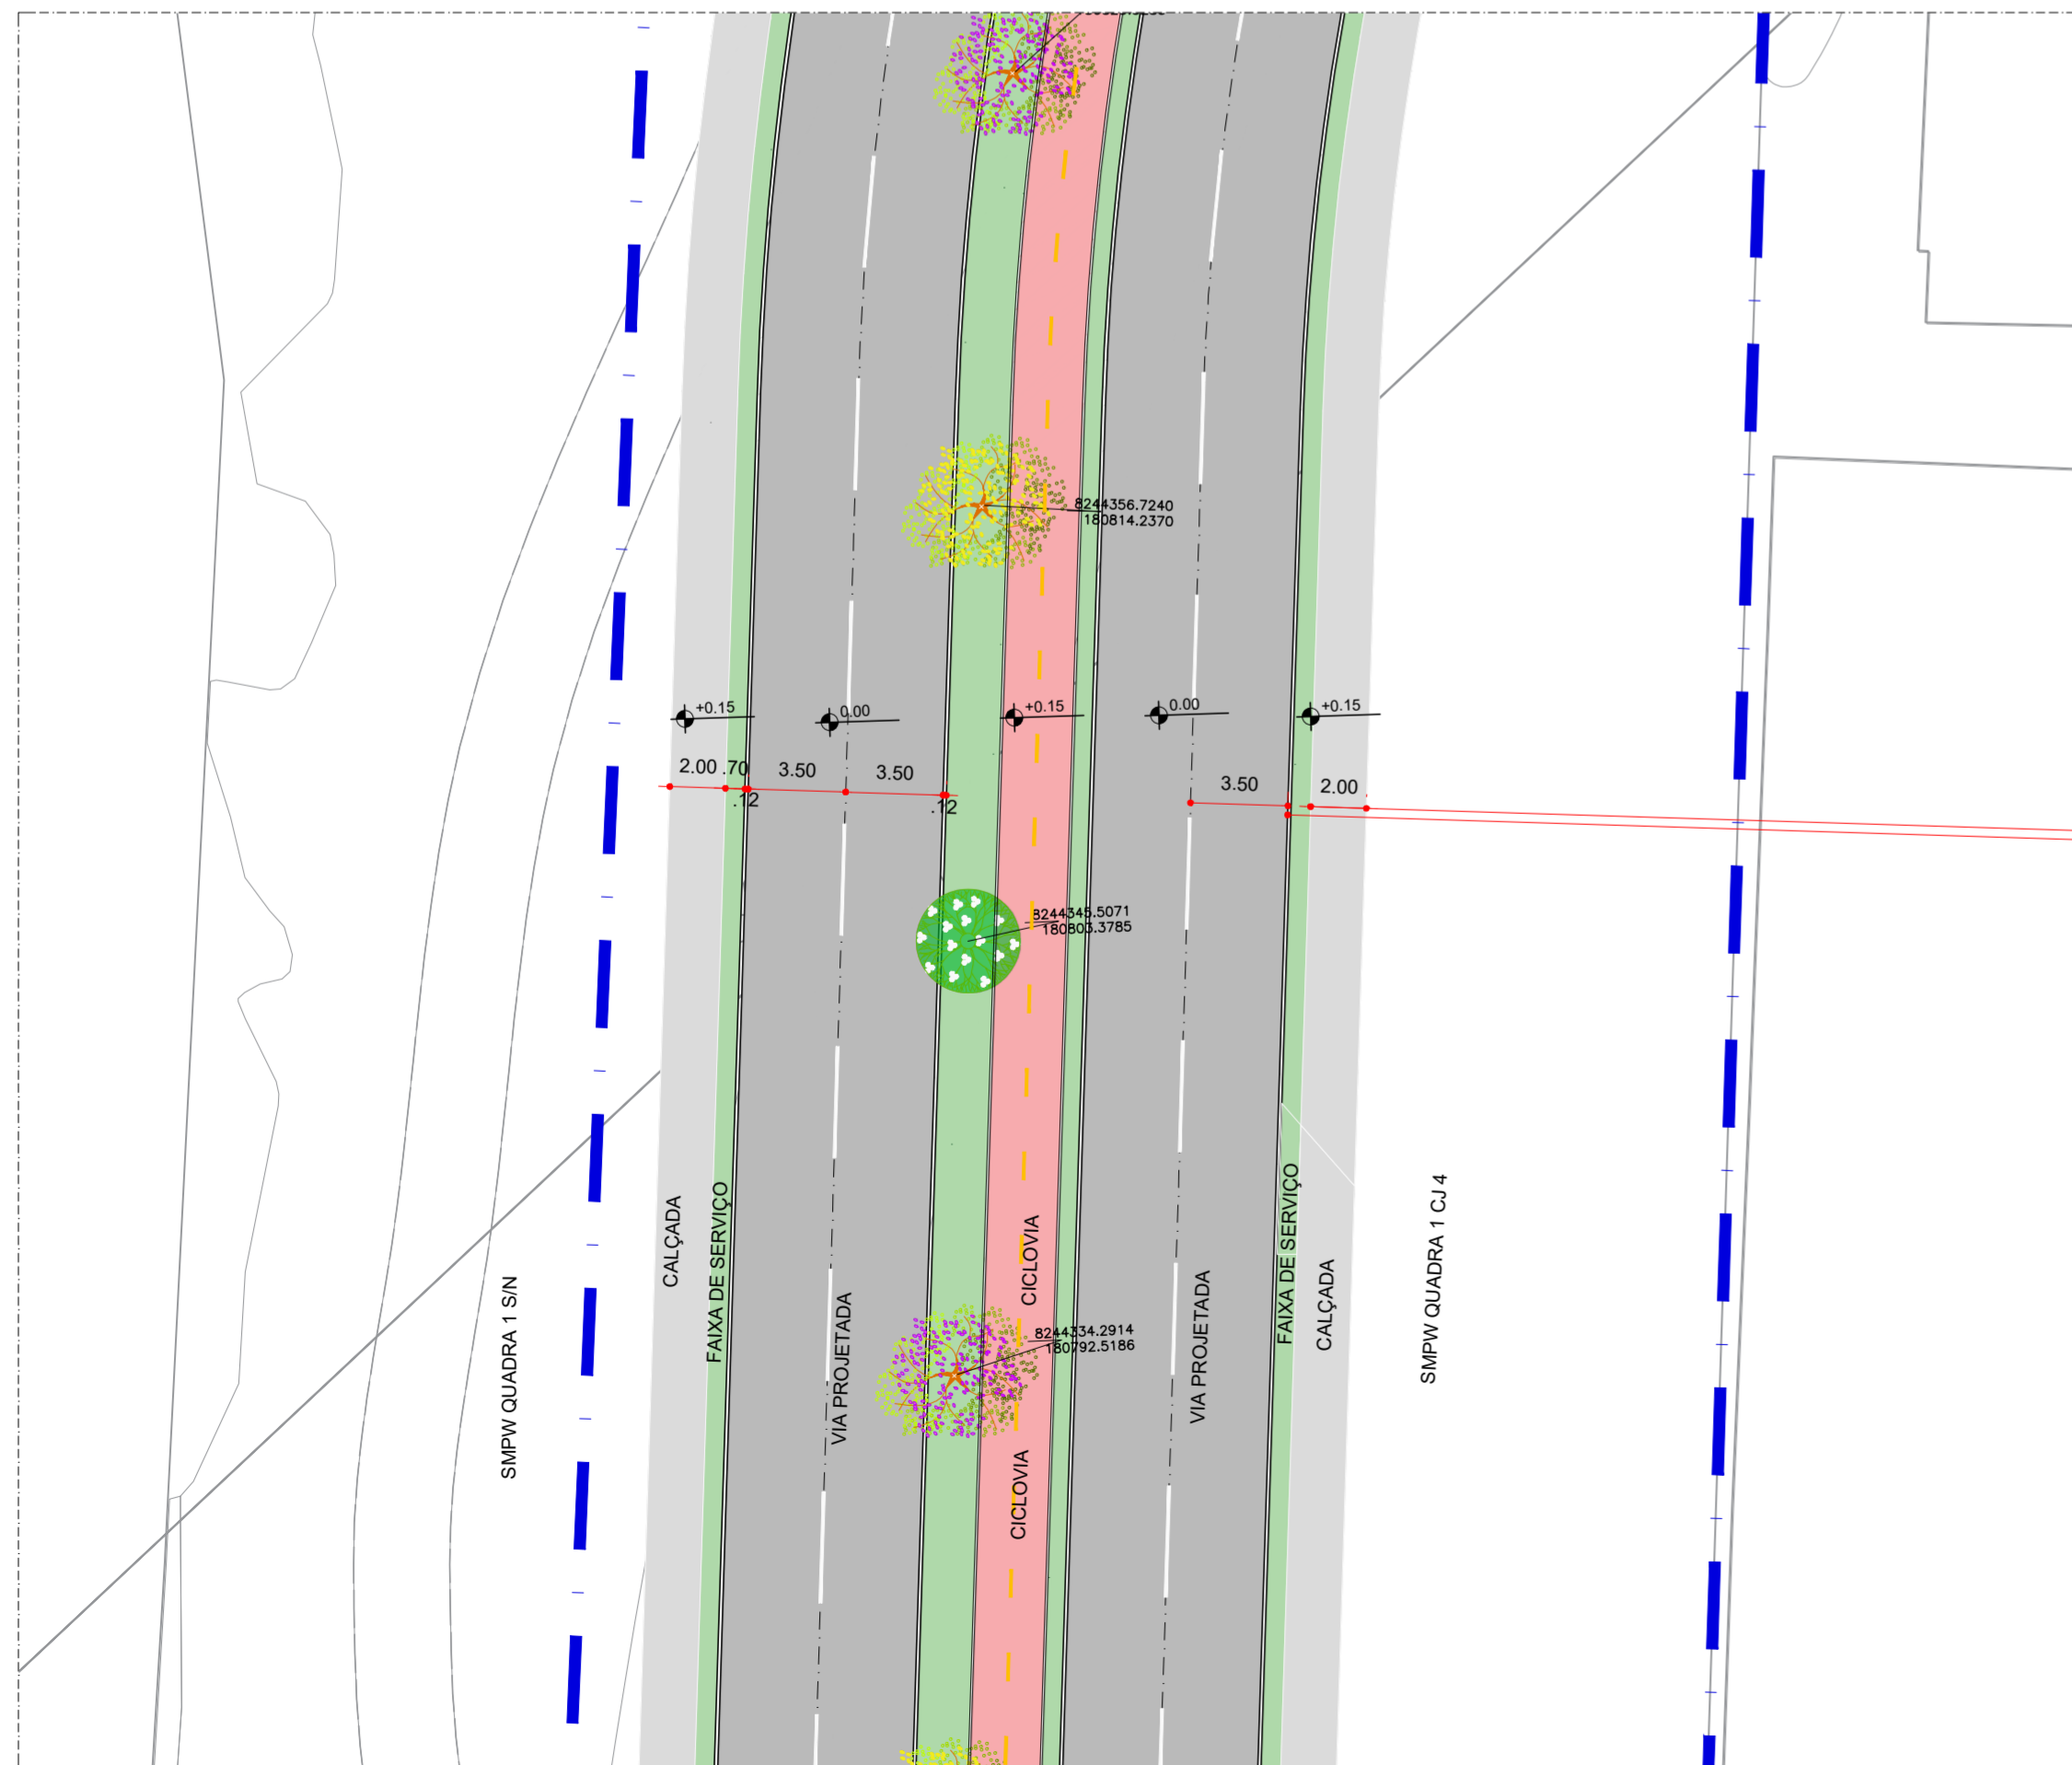 8244356.7240
180814.2370
+0.15
0.00
+0.15
0.00
+0.15
2.00
.70
3.50
3.50
.12
.12
3.50
2.00
8244345.5071
180803.3785
8244334.2914
180792.5186
SMPW QUADRA 1 S/N
CALÇADA
FAIXA DE SERVIÇO
VIA PROJETADA
CICLOVIA
CICLOVIA
VIA PROJETADA
FAIXA DE SERVIÇO
CALÇADA
SMPW QUADRA 1 CJ 4